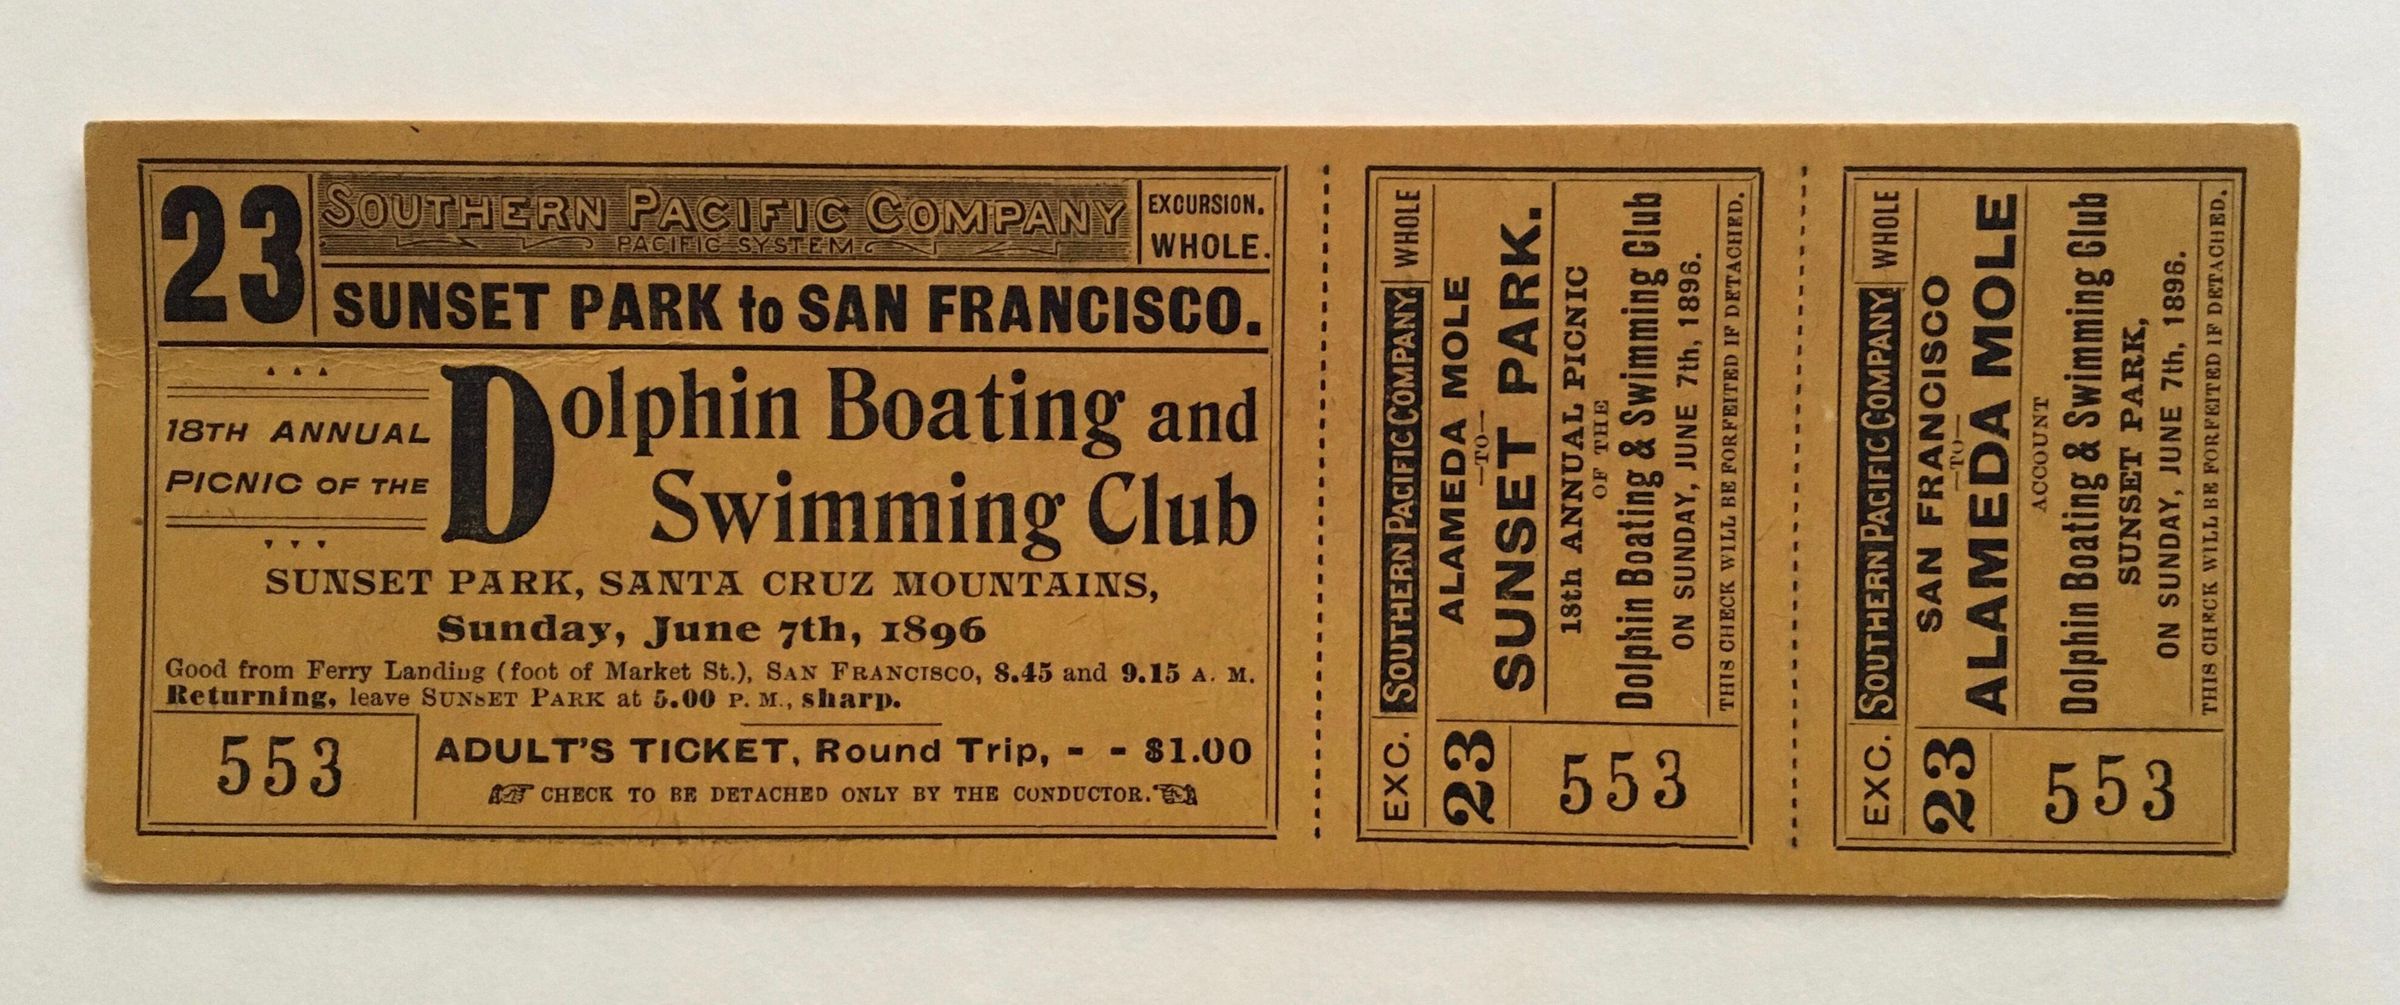 23
SOUTHERN PACIFIC COMPANY
PACIFIC SYSTEM
EXCURSION.
WHOLE.
SUNSET PARK to SAN FRANCISCO.
18TH ANNUAL
PICNIC OF THE
Dolphin Boating and
Swimming Club
SUNSET PARK, SANTA CRUZ MOUNTAINS,
Sunday, June 7th, 1896
Good from Ferry Landing (foot of Market St.), SAN FRANCISCO, 8.45 and 9.15 A. M.
Returning, leave SUNSET PARK at 5.00 P. M., sharp.
553
ADULT'S TICKET, Round Trip, - - $1.00
CHECK TO BE DETACHED ONLY BY THE CONDUCTOR.
EXC. SOUTHERN PACIFIC COMPANY WHOLE
23
ALAMEDA MOLE
—TO—
SUNSET PARK.
553
18th ANNUAL PICNIC
OF THE
Dolphin Boating & Swimming Club
ON SUNDAY, JUNE 7th, 1896.
THIS CHECK WILL BE FORFEITED IF DETACHED.
EXC. SOUTHERN PACIFIC COMPANY WHOLE
23
SAN FRANCISCO
—TO—
ALAMEDA MOLE
553
ACCOUNT
Dolphin Boating & Swimming Club
SUNSET PARK,
ON SUNDAY, JUNE 7th, 1896.
THIS CHECK WILL BE FORFEITED IF DETACHED.